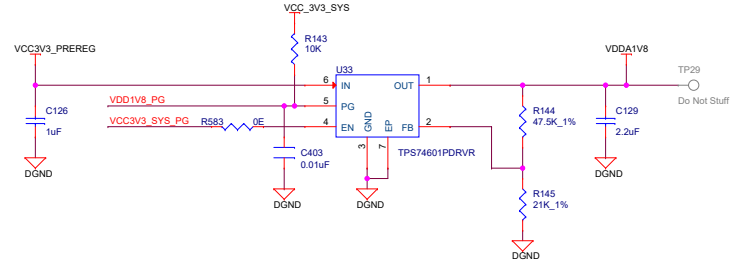 VCC_3V3_SYS
VCC3V3_PREREG
R143
10K
VDDA1V8
U33
TP29
6
IN
OUT
1
VDD1V8_PG
5
PG
Do Not Stuff
C126
1uF
R144
47.5K_1%
C129
2.2uF
VCC3V3_SYS_PG
R583
0E
4
EN
GND
EP
FB
2
3
7
TPS74601PDRVR
C403
0.01uF
DGND
DGND
R145
21K_1%
DGND
DGND
DGND
DGND